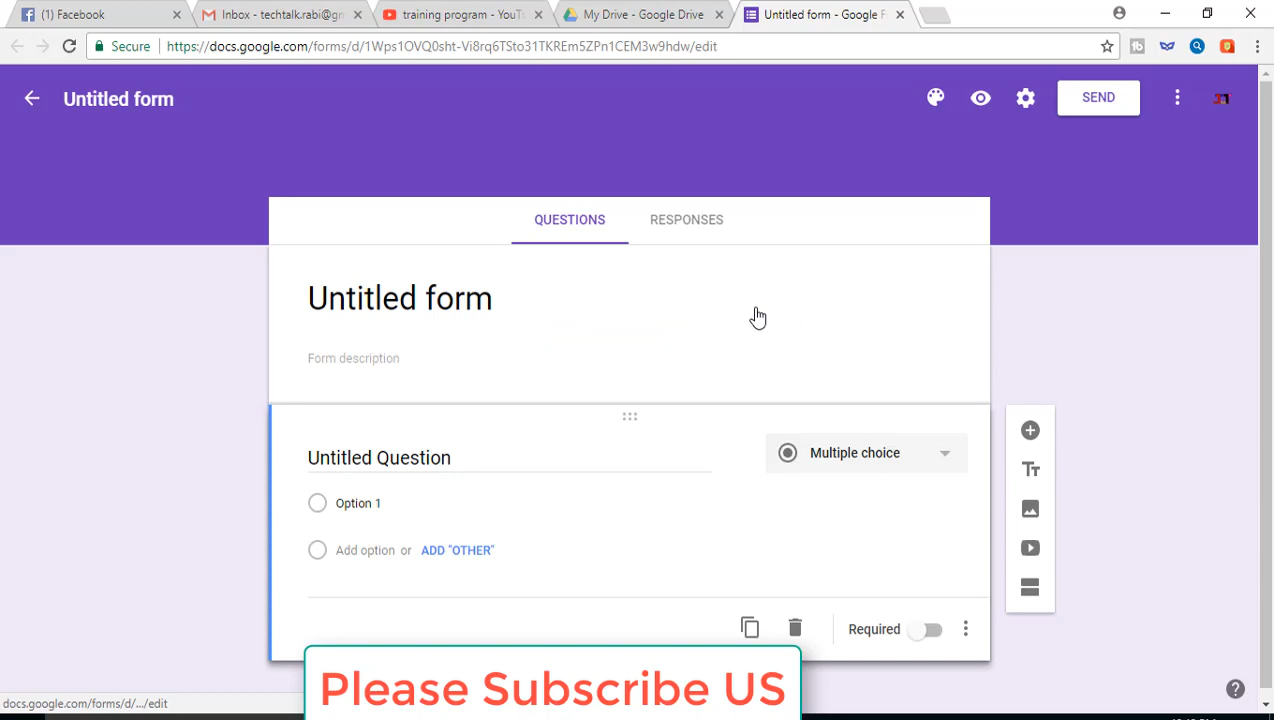 (1) Facebook
Inbox - techtalk.rabi@gn
training program - YouTu
My Drive - Google Drive
Untitled form - Google F
Secure
https://docs.google.com/forms/d/1Wps1OVQ0sht-Vi8rq6TSto31TKREm5ZPn1CEM3w9hdw/edit
Untitled form
SEND
QUESTIONS
RESPONSES
Untitled form
Form description
Untitled Question
Multiple choice
Option 1
Add option or ADD "OTHER"
Required
Please Subscribe US
docs.google.com/forms/d/.../edit